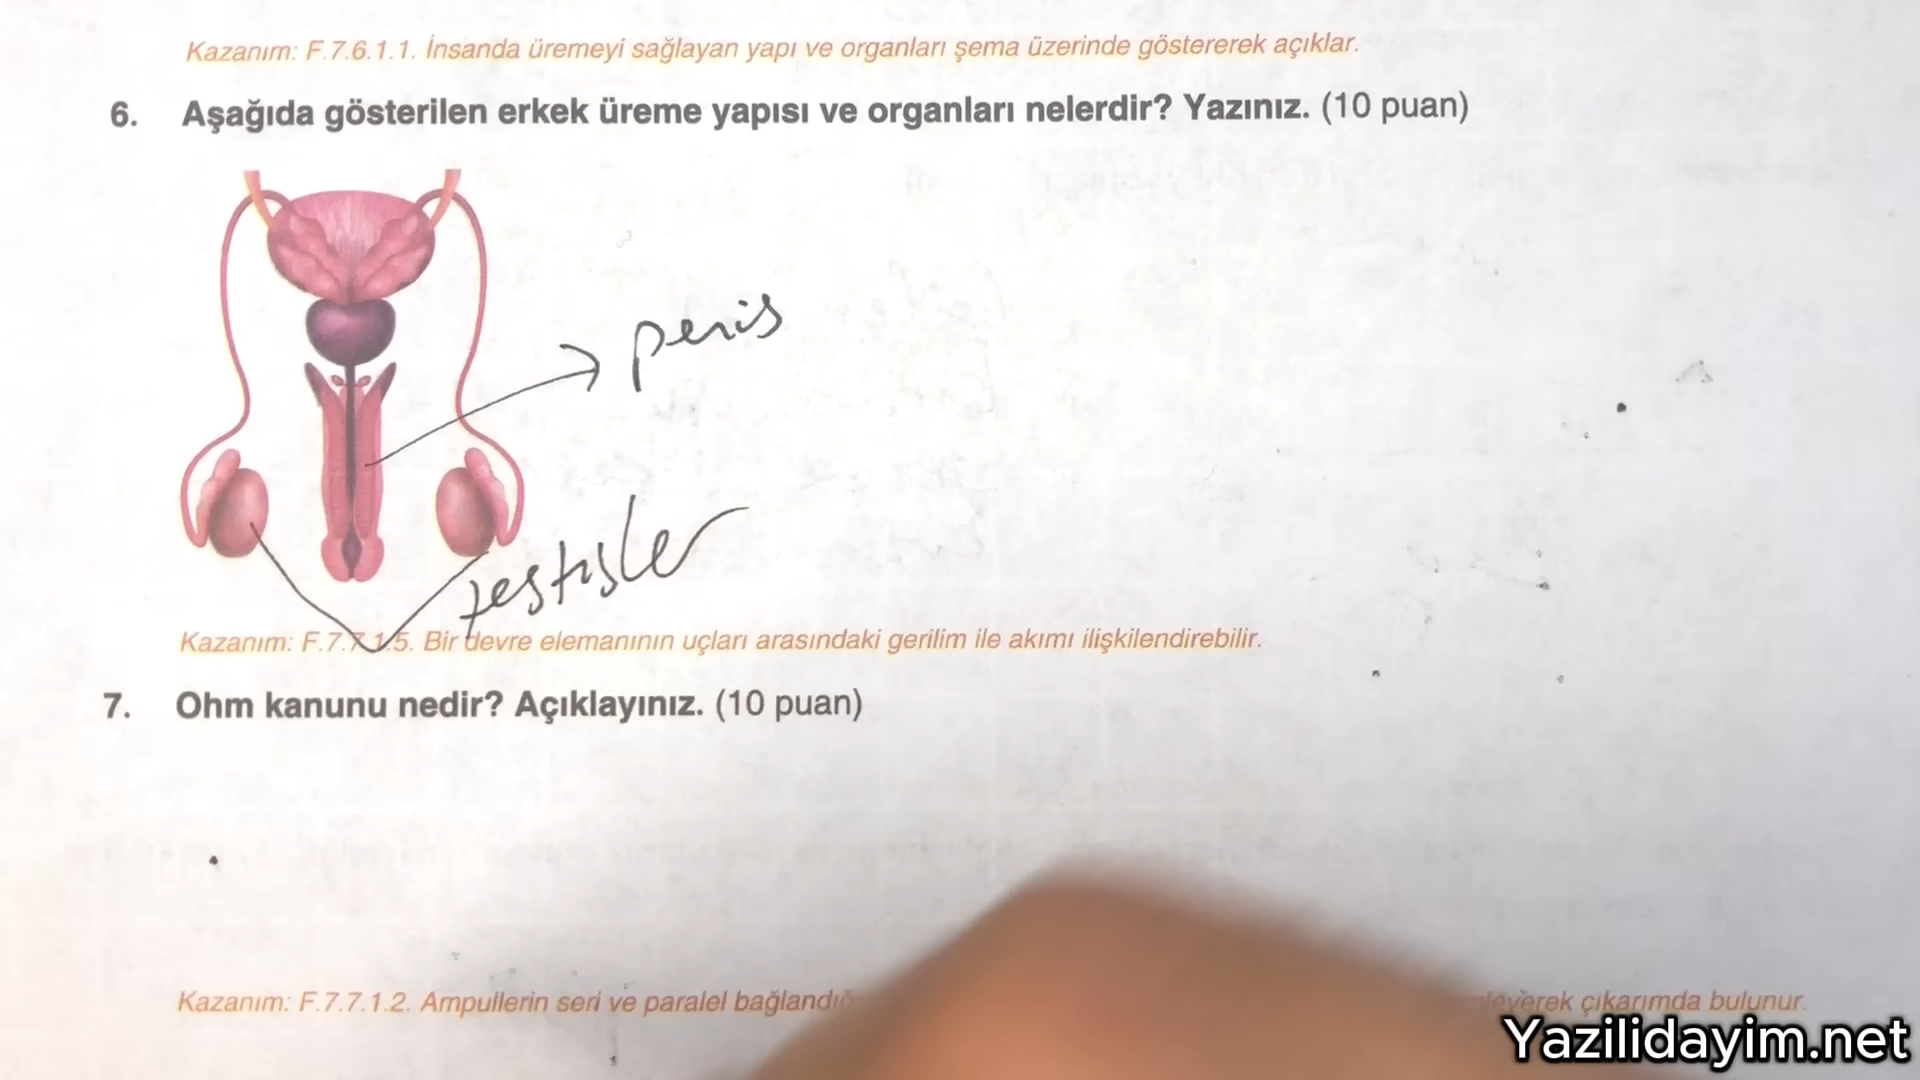 Kazanım: F.7.6.1.1. İnsanda üremeyi sağlayan yapı ve organları şema üzerinde göstererek açıklar.
6. Aşağıda gösterilen erkek üreme yapısı ve organları nelerdir? Yazınız. (10 puan)
penis
testisler
Kazanım: F.7.7.1.5. Bir devre elemanının uçları arasındaki gerilim ile akımı ilişkilendirebilir.
7. Ohm kanunu nedir? Açıklayınız. (10 puan)
Kazanım: F.7.7.1.2. Ampullerin seri ve paralel çıkarımda bulunur.
Yazilidayim.net